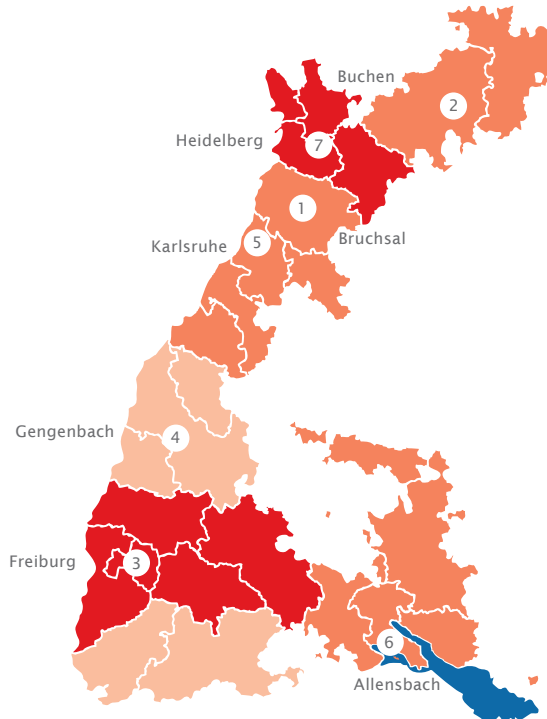 Buchen
2
Heidelberg
7
1
Karlsruhe
5
Bruchsal
Gengenbach
4
Freiburg
3
6
Allensbach